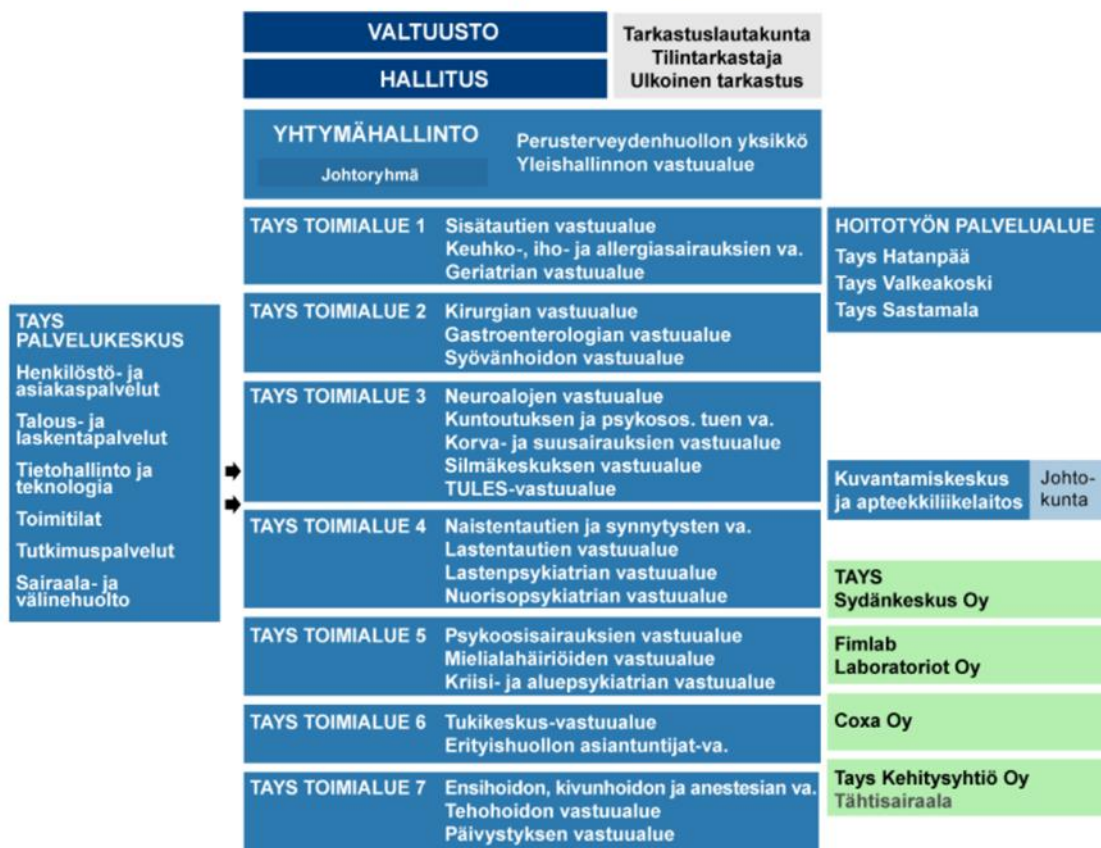 VALTUUSTO
HALLITUS
Tarkastuslautakunta
Tilintarkastaja
Ulkoinen tarkastus
YHTYMÄHALLINTO
Johtoryhmä
Perusterveydenhuollon yksikkö
Yleishallinnon vastuualue
TAYS TOIMIALUE 1
Sisätautien vastuualue
Keuhko-, iho- ja allergiasairauksien va.
Geriatrian vastuualue
TAYS TOIMIALUE 2
Kirurgian vastuualue
Gastroenterologian vastuualue
Syövänhoidon vastuualue
TAYS TOIMIALUE 3
Neuroalojen vastuualue
Kuntoutuksen ja psykosos. tuen va.
Korva- ja suusairauksien vastuualue
Silmäkeskuksen vastuualue
TULES-vastuualue
TAYS TOIMIALUE 4
Naistentautien ja synnytysten va.
Lastentautien vastuualue
Lastenpsykiatrian vastuualue
Nuorisopsykiatrian vastuualue
TAYS TOIMIALUE 5
Psykoosisairauksien vastuualue
Mielialahäiriöiden vastuualue
Kriisi- ja aluepsykiatrian vastuualue
TAYS TOIMIALUE 6
Tukikeskus-vastuualue
Erityishuollon asiantuntijat-va.
TAYS TOIMIALUE 7
Ensihoidon, kivunhoidon ja anestesian va.
Tehohoidon vastuualue
Päivystyksen vastuualue
TAYS
PALVELUKESKUS
Henkilöstö- ja
asiakaspalvelut
Talous- ja
laskentapalvelut
Tietohallinto ja
teknologia
Toimitilat
Tutkimuspalvelut
Sairaala- ja
välinehuolto
HOITOTYÖN PALVELUALUE
Tays Hatanpää
Tays Valkeakoski
Tays Sastamala
Kuvantamiskeskus
ja apteekkiliikelaitos
Johto-
kunta
TAYS
Sydänkeskus Oy
Fimlab
Laboratoriot Oy
Coxa Oy
Tays Kehitysyhtiö Oy
Tähtisairaala